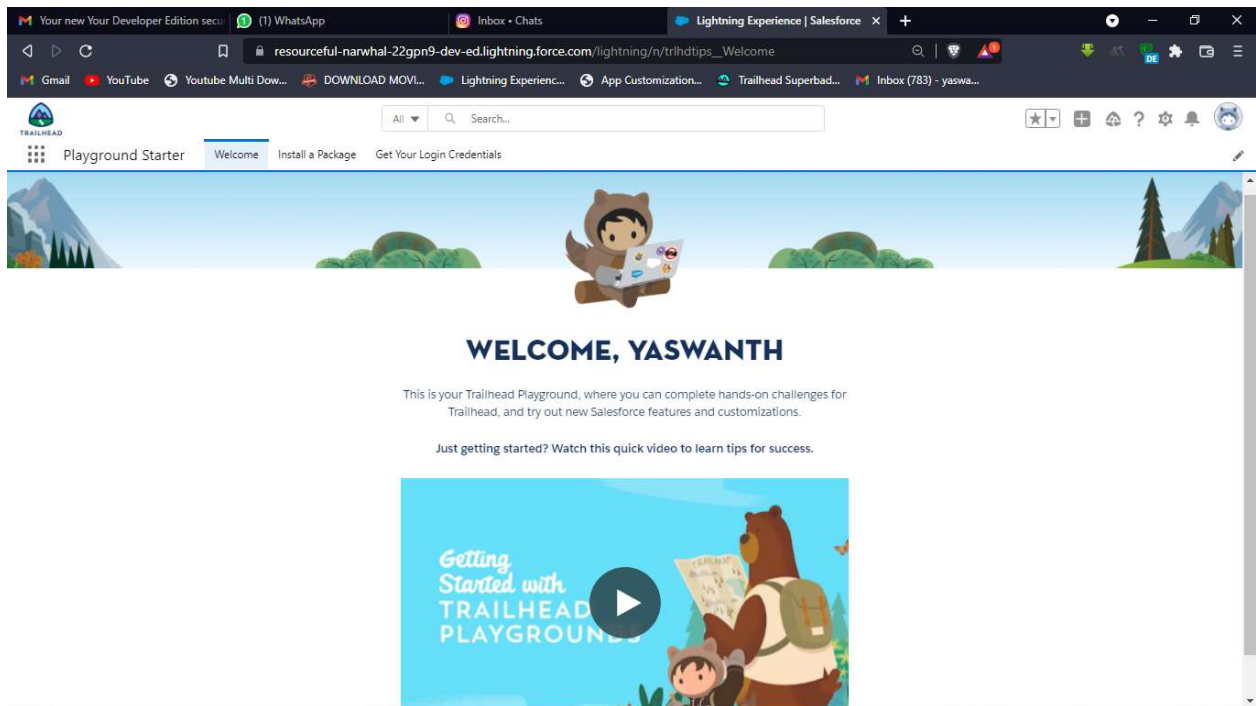 Your new Your Developer Edition secu
(1) WhatsApp
Inbox • Chats
Lightning Experience | Salesforce
resourceful-narwhal-22gpn9-dev-ed.lightning.force.com/lightning/n/trlhdtips__Welcome
Gmail
YouTube
Youtube Multi Dow...
DOWNLOAD MOVI...
Lightning Experienc...
App Customization...
Trailhead Superbad...
Inbox (783) - yaswa...
DE
TRAILHEAD
All
Search...
Playground Starter
Welcome
Install a Package
Get Your Login Credentials
WELCOME, YASWANTH
This is your Trailhead Playground, where you can complete hands-on challenges for
Trailhead, and try out new Salesforce features and customizations.
Just getting started? Watch this quick video to learn tips for success.
Getting
Started with
TRAILHEAD
PLAYGROUNDS